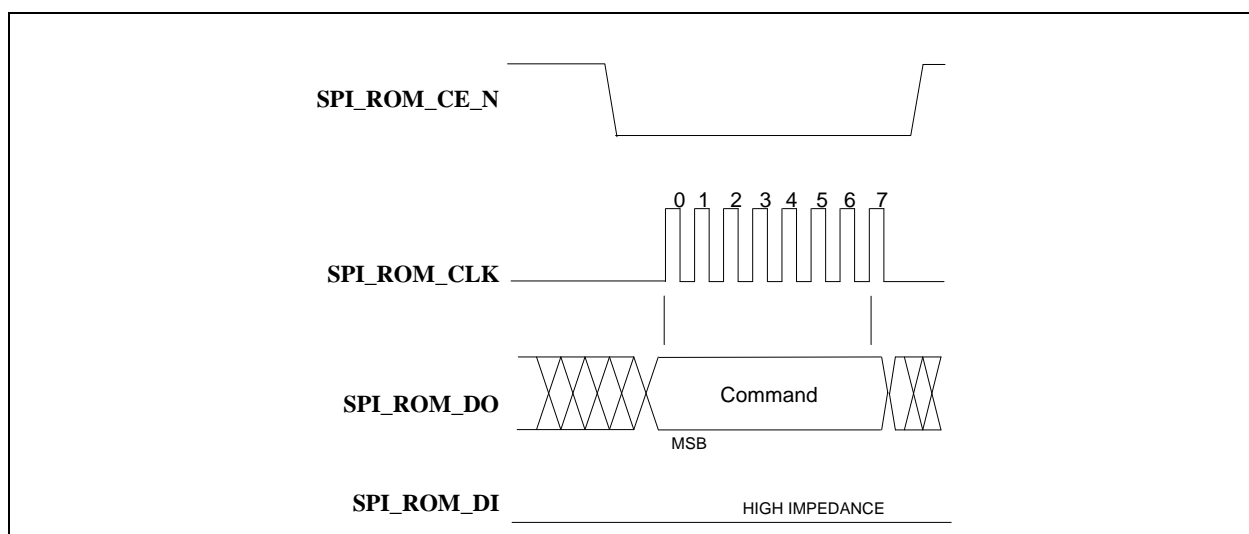 SPI_ROM_CE_N
0 1 2 3 4 5 6 7
SPI_ROM_CLK
Command
SPI_ROM_DO
MSB
SPI_ROM_DI
HIGH IMPEDANCE